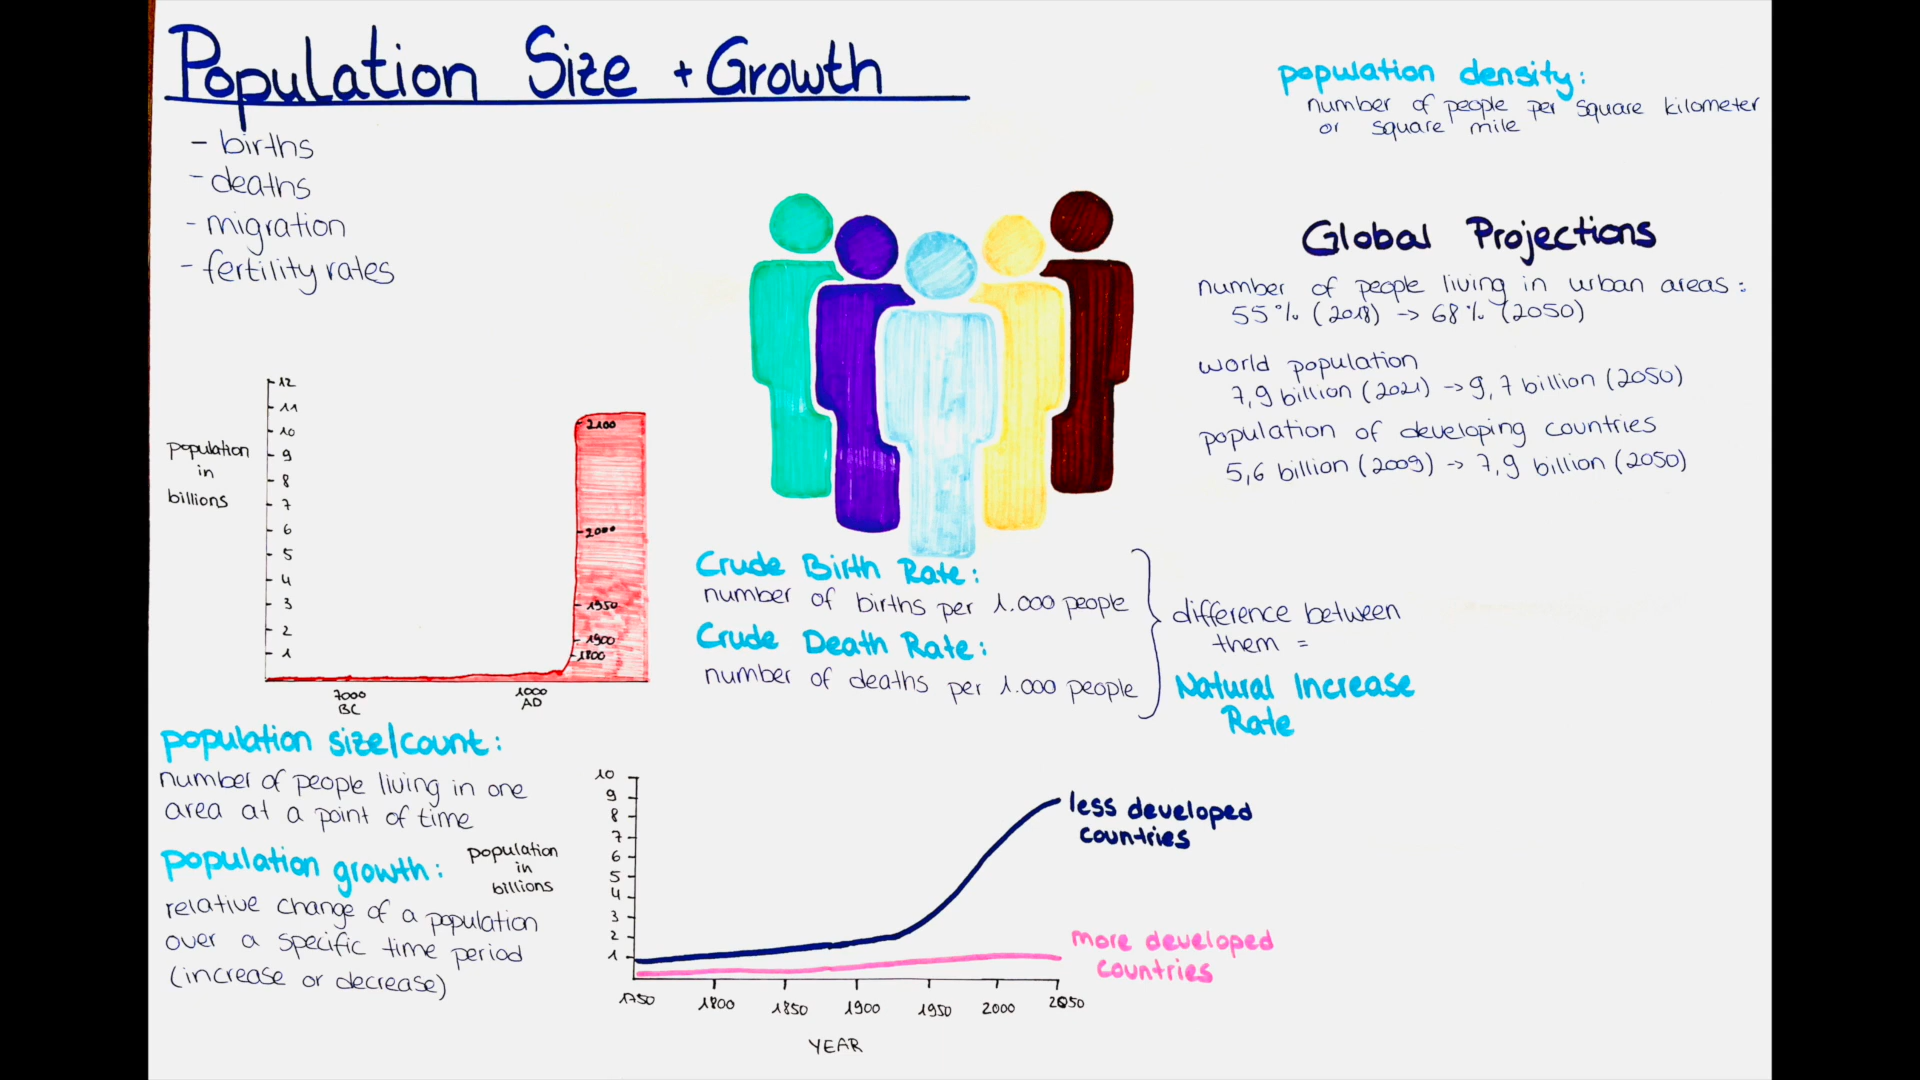 Population Size + Growth
- births
- deaths
- migration
- fertility rates
population density:
number of people per square kilometer
or square mile
Global Projections
number of people living in urban areas:
55% (2018) -> 68% (2050)
world population
7,9 billion (2021) -> 9,7 billion (2050)
population of developing countries
5,6 billion (2009) -> 7,9 billion (2050)
population
in
billions
12
11
10
9
8
7
6
5
4
3
2
1
2100
2000
1950
1900
1800
7000
BC
1000
AD
Crude Birth Rate:
number of births per 1.000 people
Crude Death Rate:
number of deaths per 1.000 people
difference between
them =
Natural Increase
Rate
population size/count:
number of people living in one
area at a point of time
population growth:
relative change of a population
over a specific time period
(increase or decrease)
population
in
billions
10
9
8
7
6
5
4
3
2
1
less developed
countries
more developed
countries
1750
1800
1850
1900
1950
2000
2050
YEAR